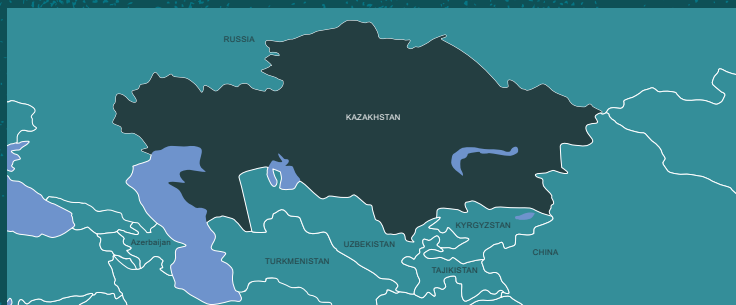 RUSSIA
KAZAKHSTAN
KYRGYZSTAN
Azerbaijan
UZBEKISTAN
CHINA
TURKMENISTAN
TAJIKISTAN